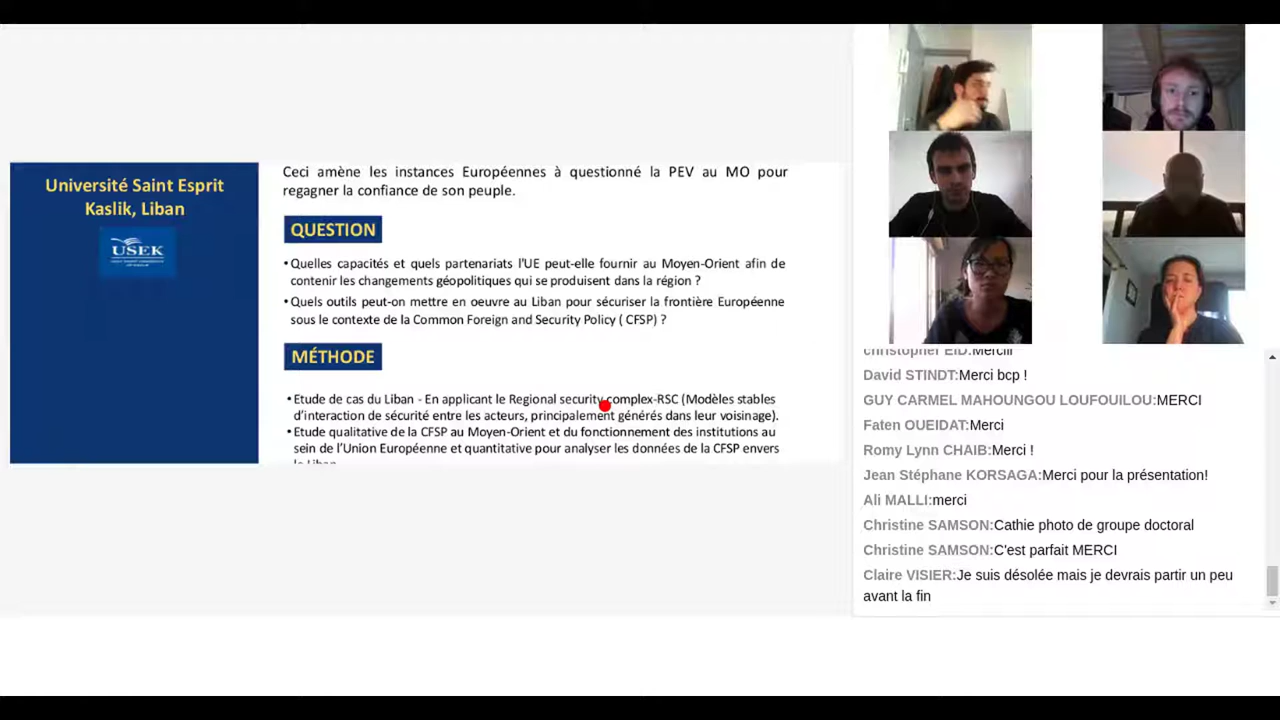 Université Saint Esprit
Kaslik, Liban
USEK
Ceci amène les instances Européennes à questionné la PEV au MO pour
regagner la confiance de son peuple.
QUESTION
•Quelles capacités et quels partenariats l'UE peut-elle fournir au Moyen-Orient afin de
contenir les changements géopolitiques qui se produisent dans la région ?
•Quels outils peut-on mettre en oeuvre au Liban pour sécuriser la frontière Européenne
sous le contexte de la Common Foreign and Security Policy ( CFSP) ?
MÉTHODE
•Etude de cas du Liban - En applicant le Regional security complex-RSC (Modèles stables
d'interaction de sécurité entre les acteurs, principalement générés dans leur voisinage).
•Etude qualitative de la CFSP au Moyen-Orient et du fonctionnement des institutions au
sein de l'Union Européenne et quantitative pour analyser les données de la CFSP envers
le Liban
christopher EID:Merciii
David STINDT:Merci bcp !
GUY CARMEL MAHOUNGOU LOUFOUILOU:MERCI
Faten OUEIDAT:Merci
Romy Lynn CHAIB:Merci !
Jean Stéphane KORSAGA:Merci pour la présentation!
Ali MALLI:merci
Christine SAMSON:Cathie photo de groupe doctoral
Christine SAMSON:C'est parfait MERCI
Claire VISIER:Je suis désolée mais je devrais partir un peu
avant la fin